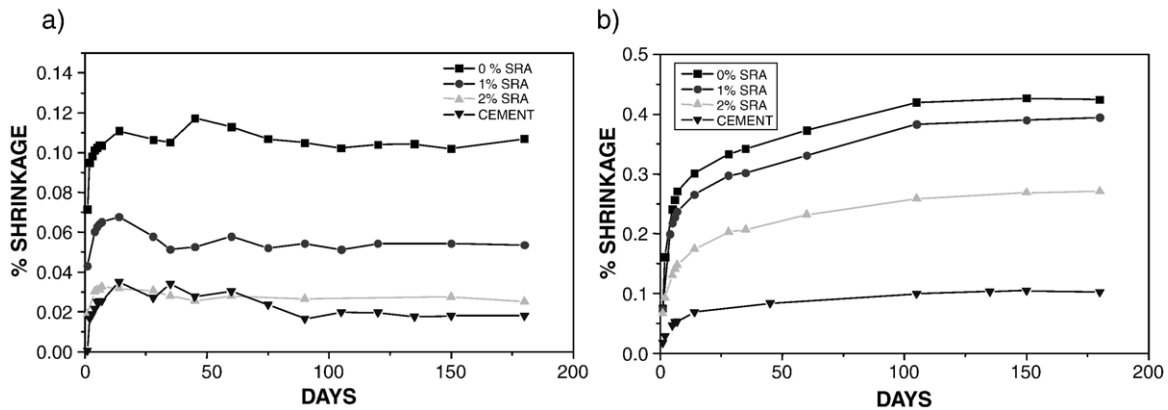 a)
% SHRINKAGE
0.14
0.12
0.10
0.08
0.06
0.04
0.02
0.00
0 % SRA
1% SRA
2% SRA
CEMENT
0
50
100
150
200
DAYS
b)
% SHRINKAGE
0.5
0.4
0.3
0.2
0.1
0.0
0% SRA
1% SRA
2% SRA
CEMENT
0
50
100
150
200
DAYS